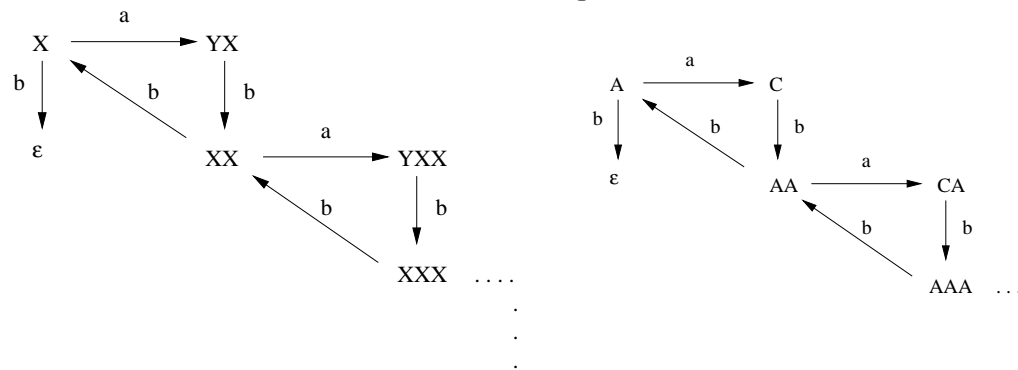 a
X YX
b b b
a
ε XX YXX
b b
XXX . . . .
.
.
.
a
A C
b b b
a
ε AA CA
b b
AAA . . .